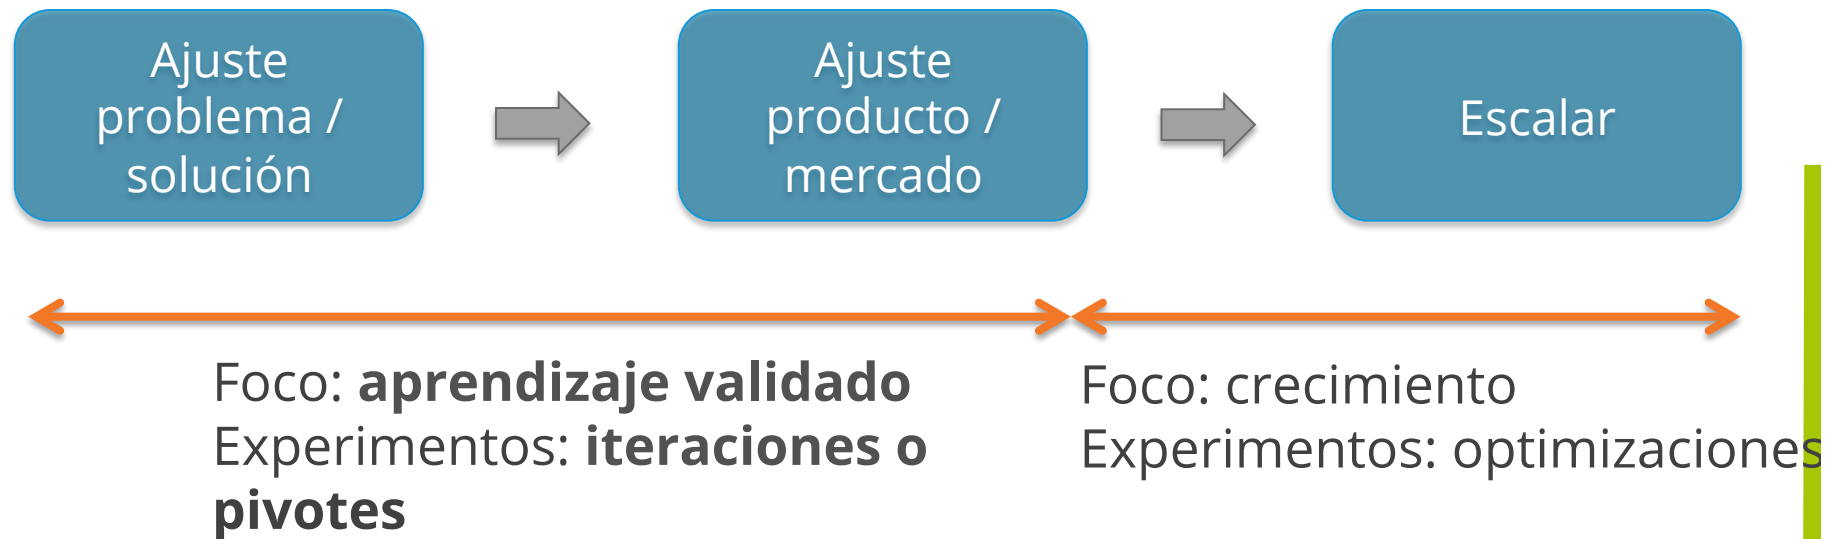 Ajuste
problema /
solución
Ajuste
producto /
mercado
Escalar
Foco: aprendizaje validado
Experimentos: iteraciones o
pivotes
Foco: crecimiento
Experimentos: optimizaciones